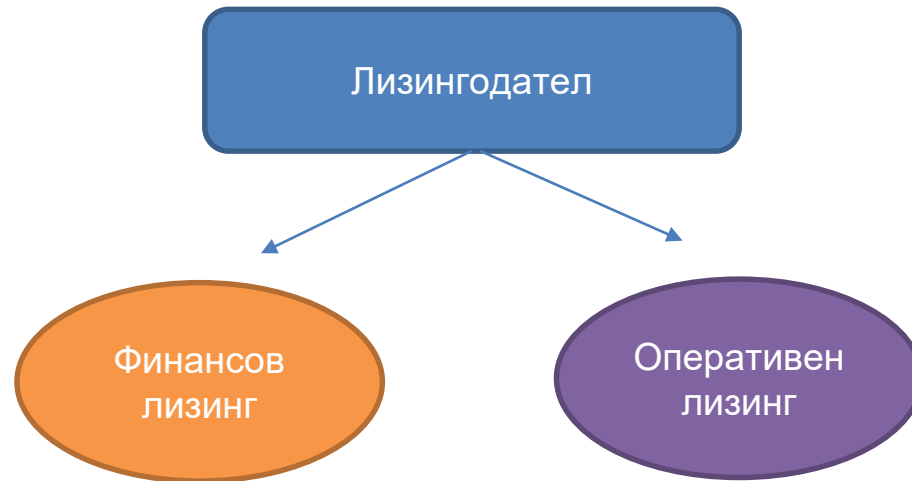 Лизингодател
Финансов
лизинг
Оперативен
лизинг